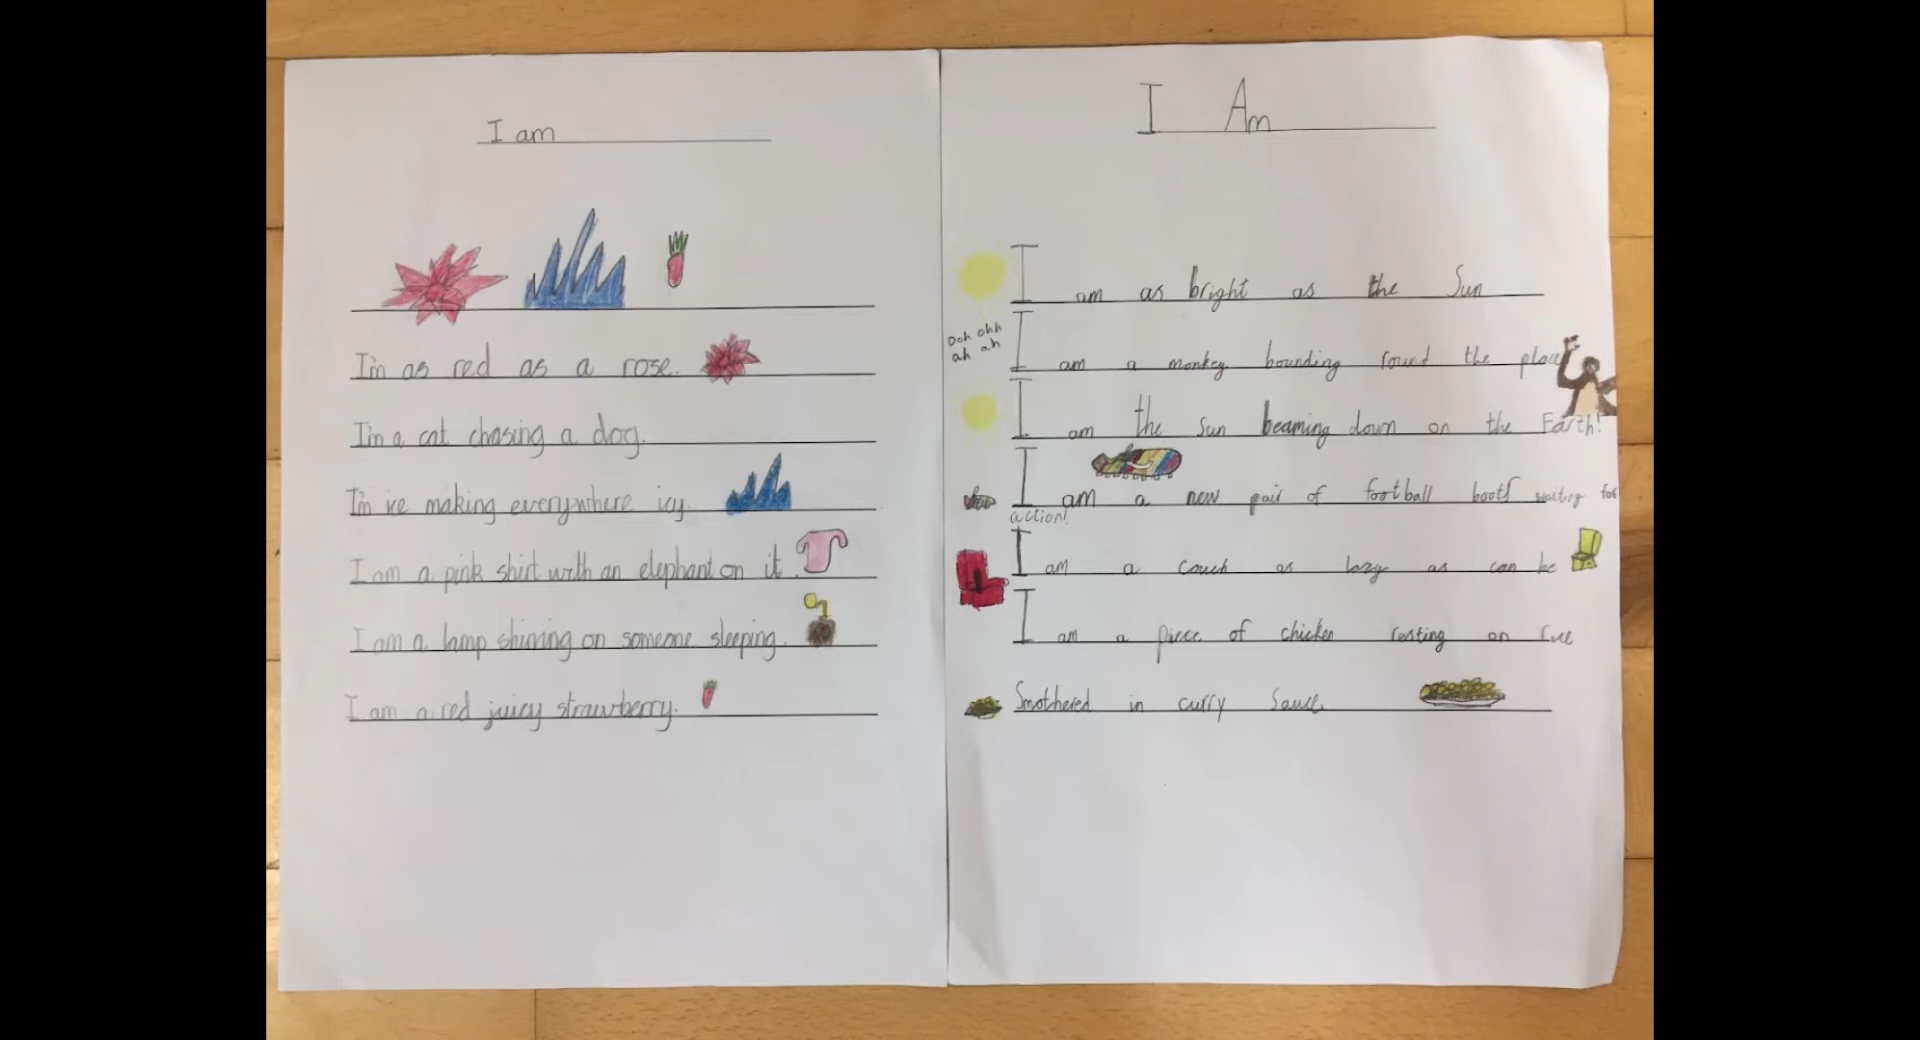 I am
I'm as red as a rose.
I'm a cat chasing a dog.
I'm ice making everywhere icy.
I am a pink shirt with an elephant on it.
I am a lamp shining on someone sleeping.
I am a red juicy strawberry.
I Am
I am as bright as the Sun
Ooh ohh
ah ah
I am a monkey bounding round the place
I am the Sun beaming down on the Earth!
I am a new pair of football boots waiting for
action!
I am a couch as lazy as can be
I am a piece of chicken resting on rice
Smothered in curry Sauce.